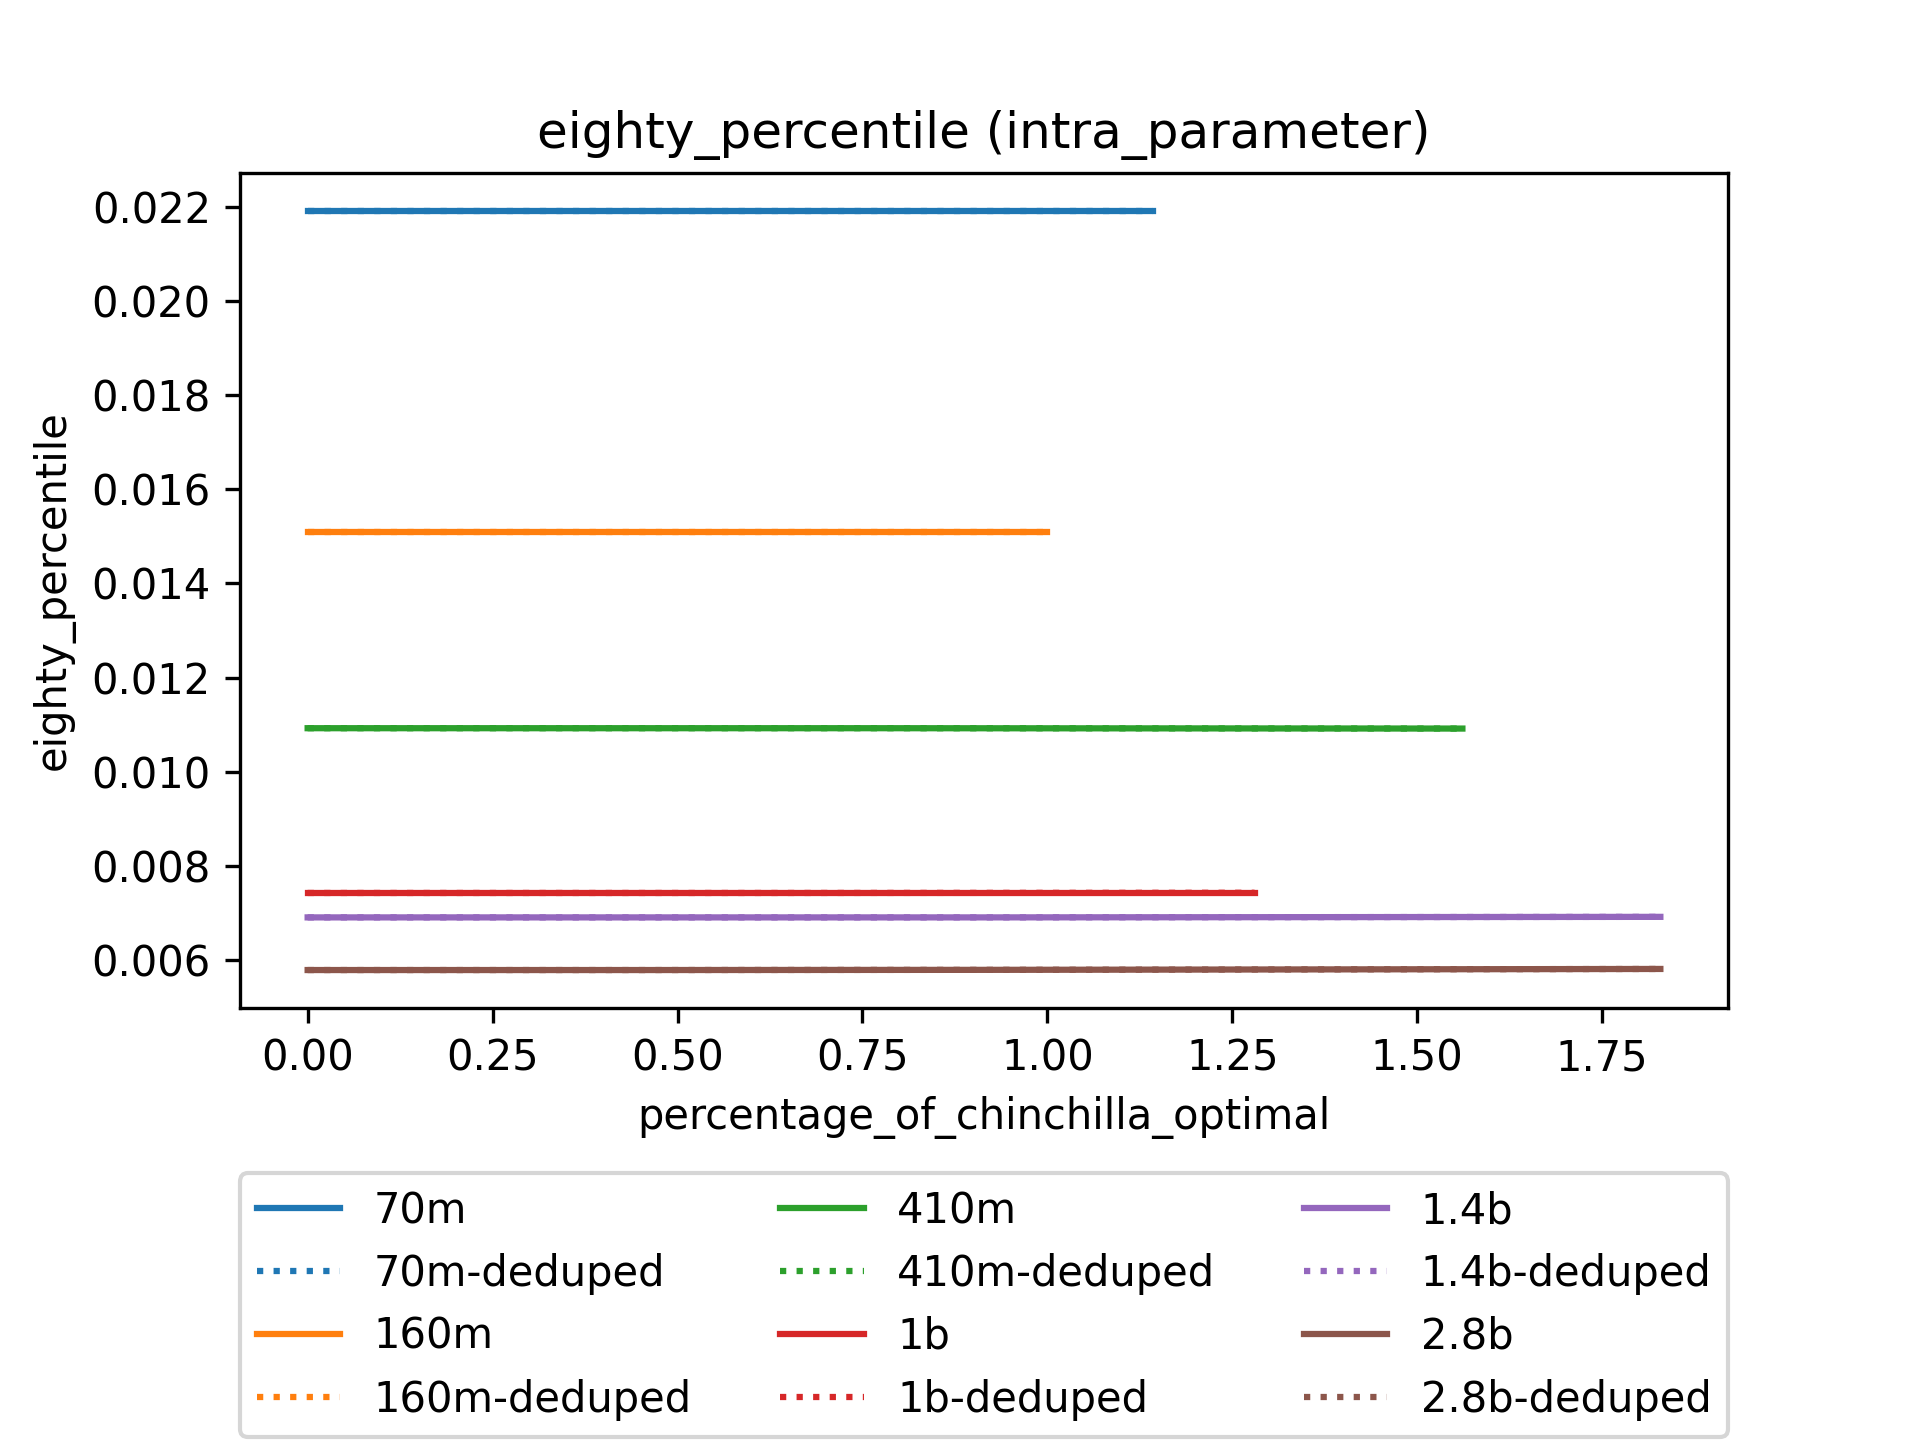 eighty_percentile (intra_parameter)
eighty_percentile
0.022
0.020
0.018
0.016
0.014
0.012
0.010
0.008
0.006
0.00 0.25 0.50 0.75 1.00 1.25 1.50 1.75
percentage_of_chinchilla_optimal
70m
70m-deduped
160m
160m-deduped
410m
410m-deduped
1b
1b-deduped
1.4b
1.4b-deduped
2.8b
2.8b-deduped